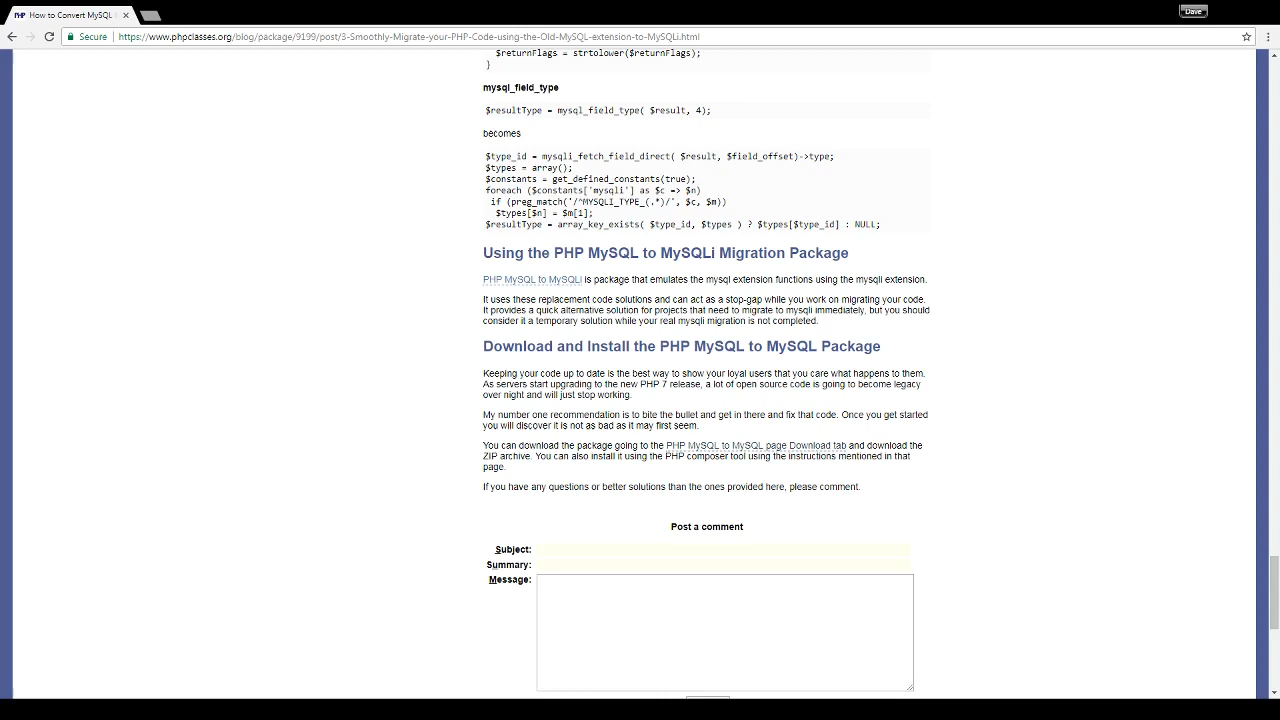 How to Convert MySQL
Dave
Secure https://www.phpclasses.org/blog/package/9199/post/3-Smoothly-Migrate-your-PHP-Code-using-the-Old-MySQL-extension-to-MySQLi.html
$returnFlags = strtolower($returnFlags);
}
mysql_field_type
$resultType = mysql_field_type( $result, 4);
becomes
$type_id = mysqli_fetch_field_direct( $result, $field_offset)->type;
$types = array();
$constants = get_defined_constants(true);
foreach ($constants['mysqli'] as $c => $n)
if (preg_match('/^MYSQLI_TYPE_(.*)/', $c, $m))
$types[$n] = $m[1];
$resultType = array_key_exists( $type_id, $types ) ? $types[$type_id] : NULL;
Using the PHP MySQL to MySQLi Migration Package
PHP MySQL to MySQLi is package that emulates the mysql extension functions using the mysqli extension.
It uses these replacement code solutions and can act as a stop-gap while you work on migrating your code.
It provides a quick alternative solution for projects that need to migrate to mysqli immediately, but you should
consider it a temporary solution while your real mysqli migration is not completed.
Download and Install the PHP MySQL to MySQL Package
Keeping your code up to date is the best way to show your loyal users that you care what happens to them.
As servers start upgrading to the new PHP 7 release, a lot of open source code is going to become legacy
over night and will just stop working.
My number one recommendation is to bite the bullet and get in there and fix that code. Once you get started
you will discover it is not as bad as it may first seem.
You can download the package going to the PHP MySQL to MySQL page Download tab and download the
ZIP archive. You can also install it using the PHP composer tool using the instructions mentioned in that
page.
If you have any questions or better solutions than the ones provided here, please comment.
Post a comment
Subject:
Summary:
Message: